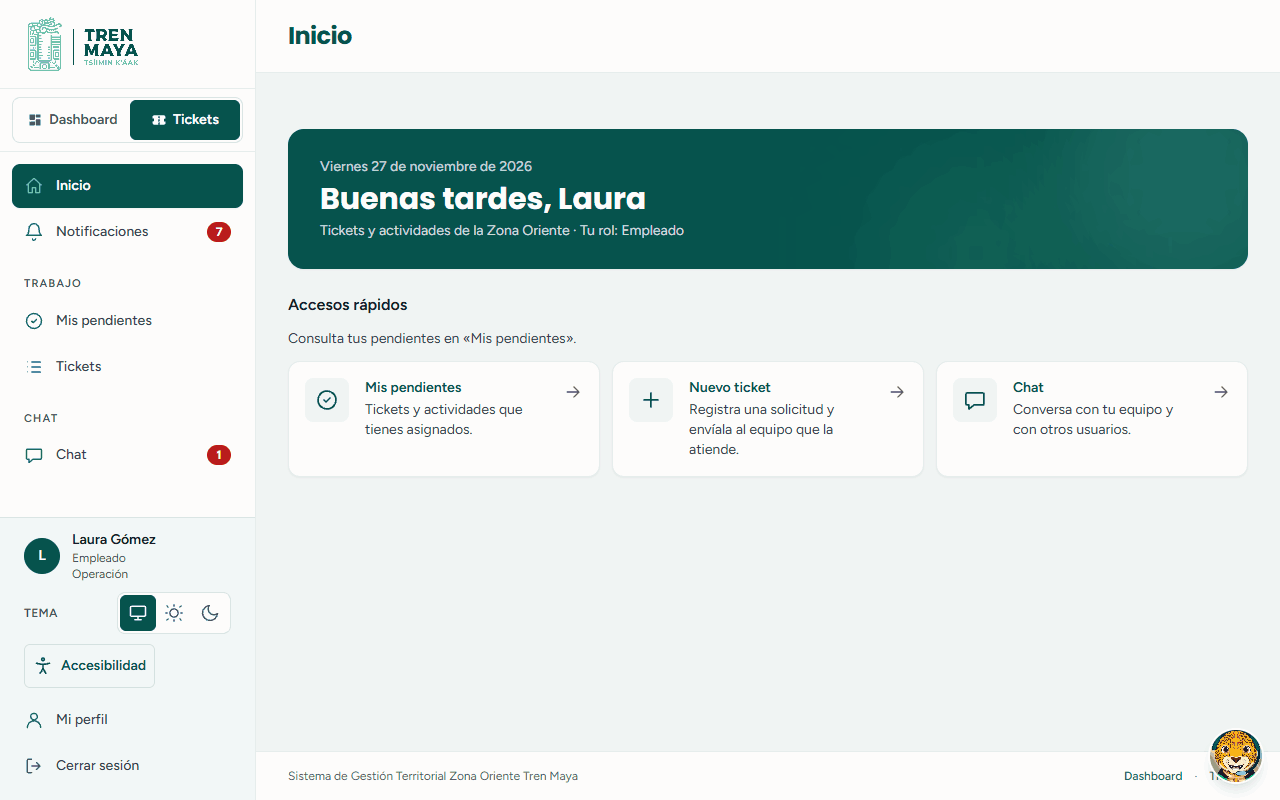 TREN
MAYA
TSÍIMIN K'ÁAK
Dashboard
Tickets
Inicio
Notificaciones
7
TRABAJO
Mis pendientes
Tickets
CHAT
Chat
1
L
Laura Gómez
Empleado
Operación
TEMA
Accesibilidad
Mi perfil
Cerrar sesión
Inicio
Viernes 27 de noviembre de 2026
Buenas tardes, Laura
Tickets y actividades de la Zona Oriente · Tu rol: Empleado
Accesos rápidos
Consulta tus pendientes en «Mis pendientes».
Mis pendientes
Tickets y actividades que
tienes asignados.
Nuevo ticket
Registra una solicitud y
envíala al equipo que la
atiende.
Chat
Conversa con tu equipo y
con otros usuarios.
Sistema de Gestión Territorial Zona Oriente Tren Maya
Dashboard ·